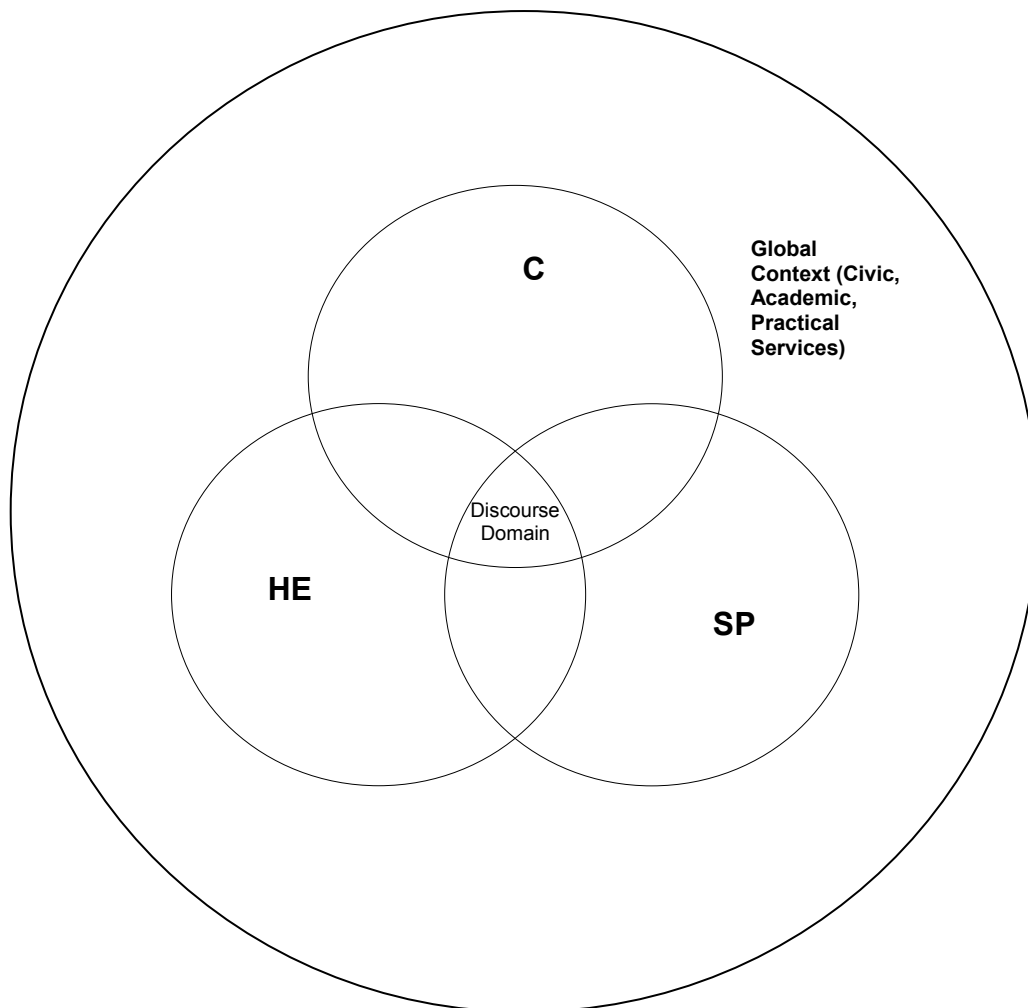 C
Global
Context (Civic,
Academic,
Practical
Services)
Discourse
Domain
HE
SP